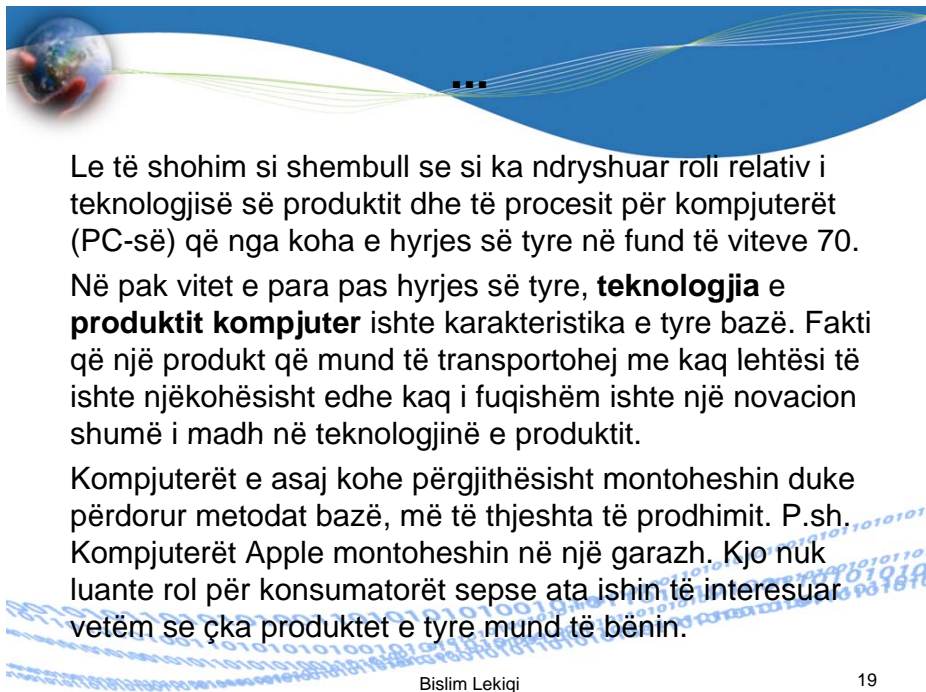 ...
Le të shohim si shembull se si ka ndryshuar roli relativ i
teknologjisë së produktit dhe të procesit për kompjuterët
(PC-së) që nga koha e hyrjes së tyre në fund të viteve 70.
Në pak vitet e para pas hyrjes së tyre, teknologjia e
produktit kompjuter ishte karakteristika e tyre bazë. Fakti
që një produkt që mund të transportohej me kaq lehtësi të
ishte njëkohësisht edhe kaq i fuqishëm ishte një novacion
shumë i madh në teknologjinë e produktit.
Kompjuterët e asaj kohe përgjithësisht montoheshin duke
përdorur metodat bazë, më të thjeshta të prodhimit. P.sh.
Kompjuterët Apple montoheshin në një garazh. Kjo nuk
luante rol për konsumatorët sepse ata ishin të interesuar
vetëm se çka produktet e tyre mund të bënin.
Bislim Lekiqi
19